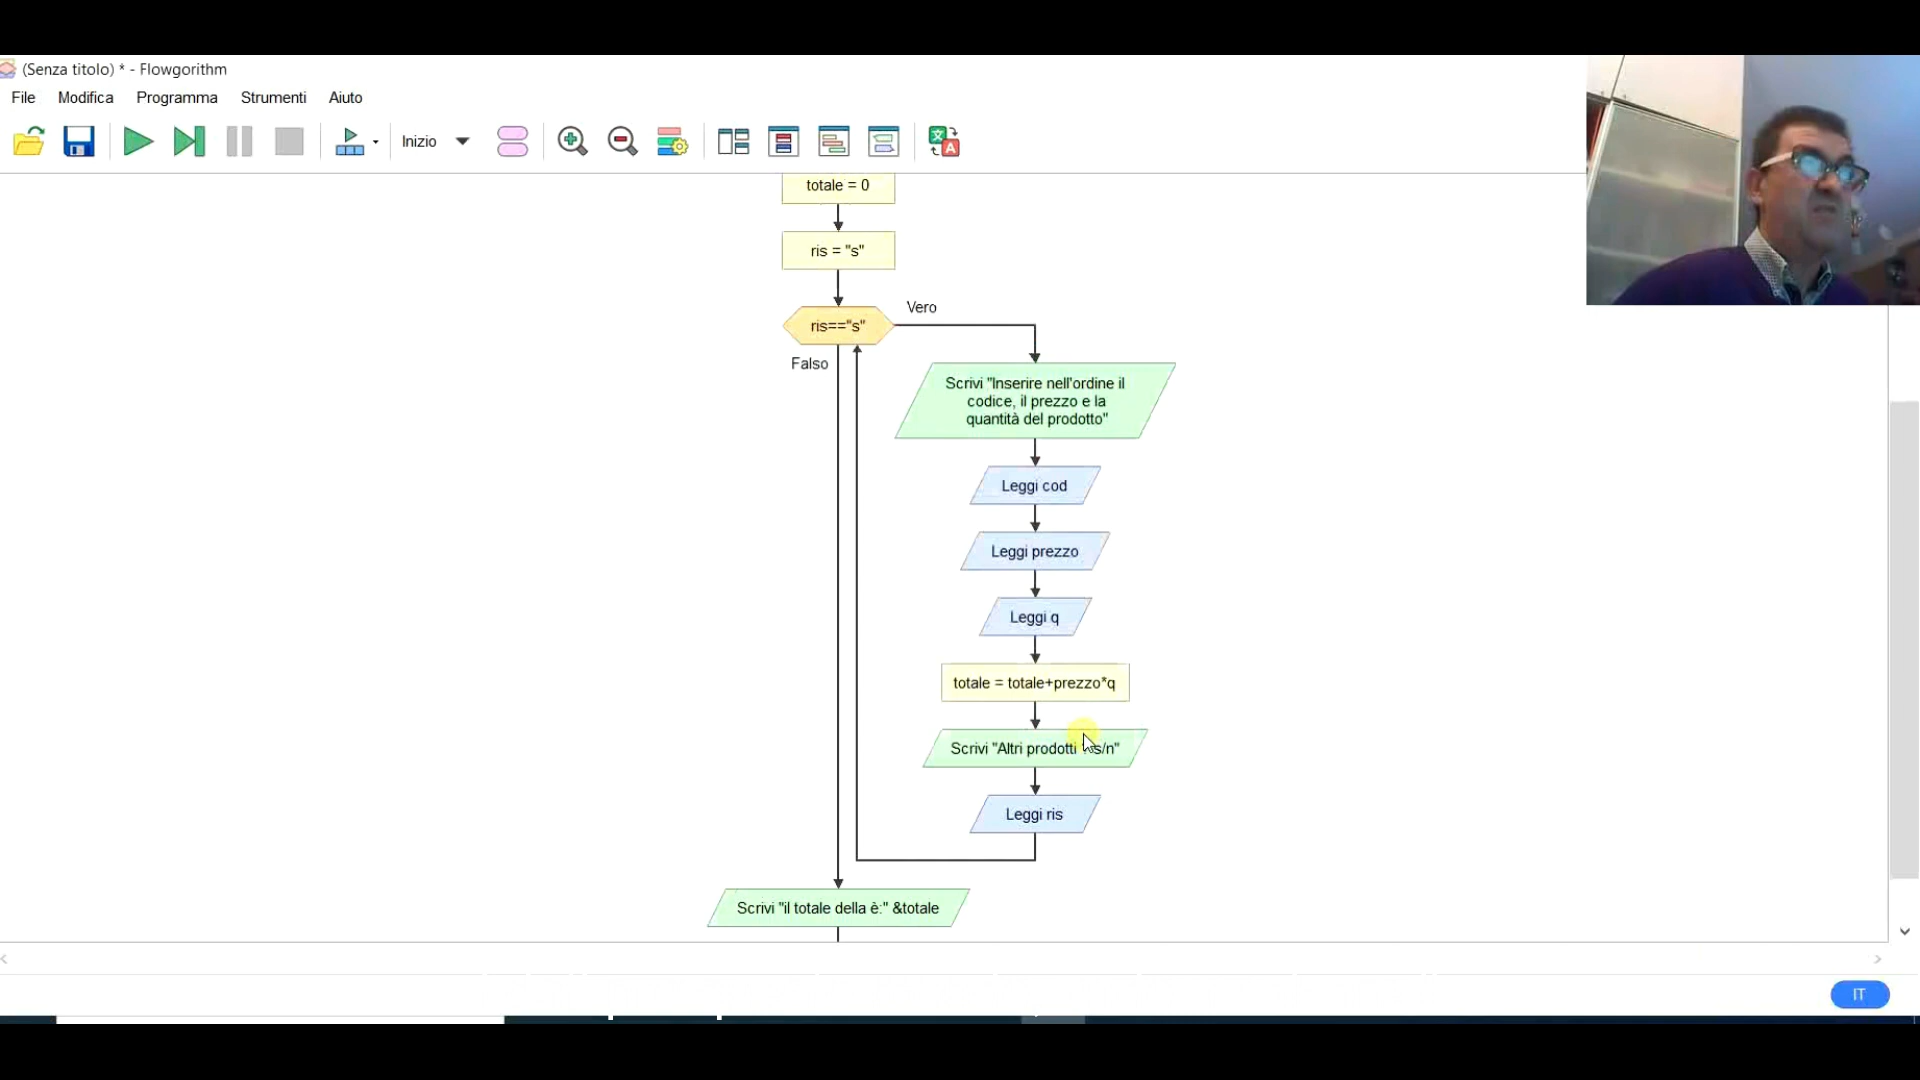 (Senza titolo) * - Flowgorithm
File Modifica Programma Strumenti Aiuto
Inizio
totale = 0
ris = "s"
ris=="s"
Vero
Falso
Scrivi "Inserire nell'ordine il
codice, il prezzo e la
quantità del prodotto"
Leggi cod
Leggi prezzo
Leggi q
totale = totale+prezzo*q
Scrivi "Altri prodotti s/n"
Leggi ris
Scrivi "il totale della è:" &totale
IT